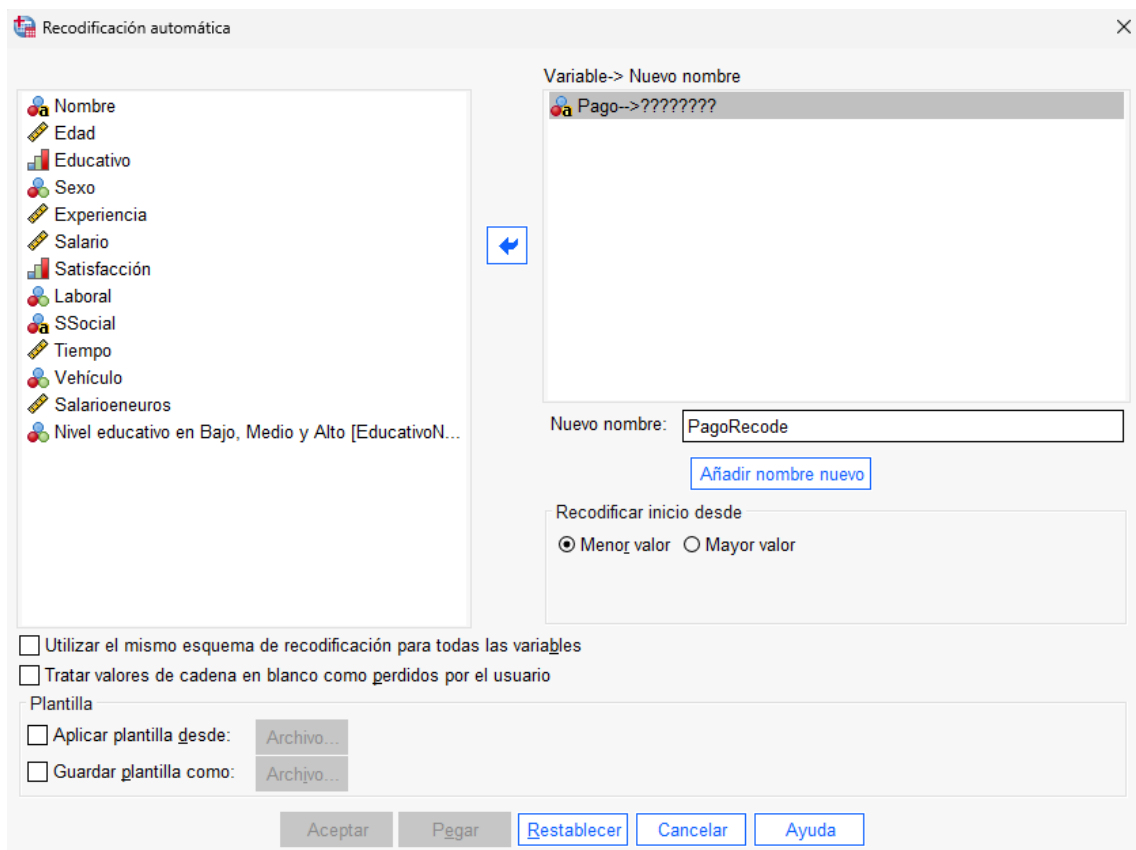 Recodificación automática
Variable-> Nuevo nombre
Nombre
Edad
Educativo
Sexo
Experiencia
Salario
Satisfacción
Laboral
SSocial
Tiempo
Vehículo
Salarioeneuros
Nivel educativo en Bajo, Medio y Alto [EducativoN...
Pago-->????????
Nuevo nombre: PagoRecode
Añadir nombre nuevo
Recodificar inicio desde
Menor valor Mayor valor
Utilizar el mismo esquema de recodificación para todas las variables
Tratar valores de cadena en blanco como perdidos por el usuario
Plantilla
Aplicar plantilla desde: Archivo...
Guardar plantilla como: Archivo...
Aceptar Pegar Restablecer Cancelar Ayuda